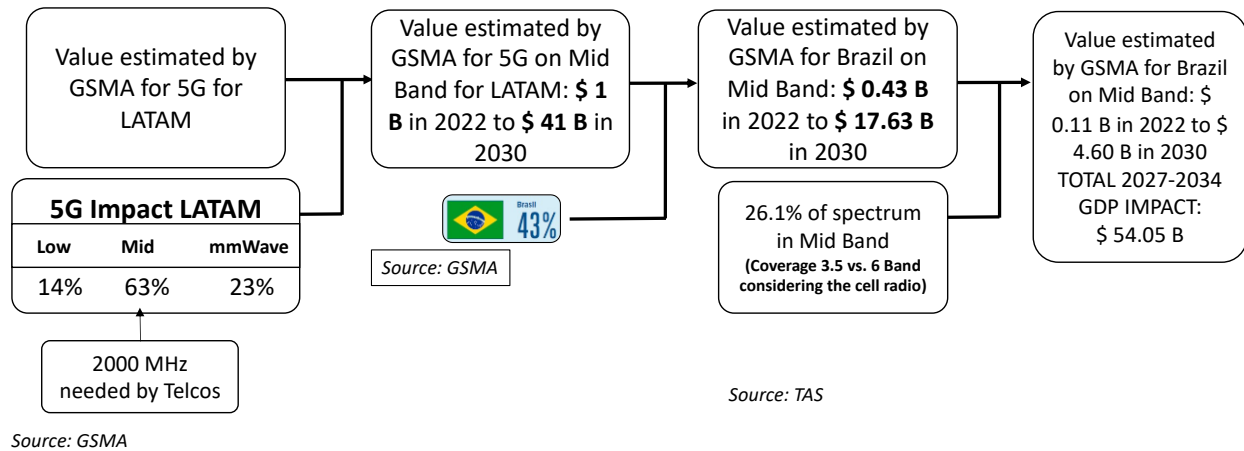 Value estimated by
GSMA for 5G for
LATAM
5G Impact LATAM
Low Mid mmWave
14% 63% 23%
2000 MHz
needed by Telcos
Source: GSMA
Value estimated by
GSMA for 5G on Mid
Band for LATAM: $ 1
B in 2022 to $ 41 B in
2030
Brasil
43%
Source: GSMA
Value estimated by
GSMA for Brazil on
Mid Band: $ 0.43 B
in 2022 to $ 17.63 B
in 2030
26.1% of spectrum
in Mid Band
(Coverage 3.5 vs. 6 Band
considering the cell radio)
Source: TAS
Value estimated
by GSMA for Brazil
on Mid Band: $
0.11 B in 2022 to $
4.60 B in 2030
TOTAL 2027-2034
GDP IMPACT:
$ 54.05 B